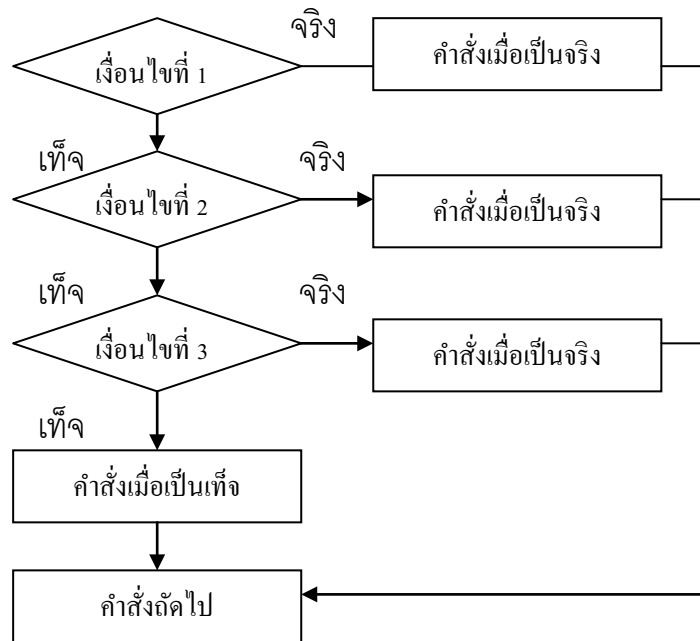 จริง
เงื่อนไขที่ 1
คำสั่งเมื่อเป็นจริง
เท็จ
จริง
เงื่อนไขที่ 2
คำสั่งเมื่อเป็นจริง
เท็จ
จริง
เงื่อนไขที่ 3
คำสั่งเมื่อเป็นจริง
เท็จ
คำสั่งเมื่อเป็นเท็จ
คำสั่งถัดไป